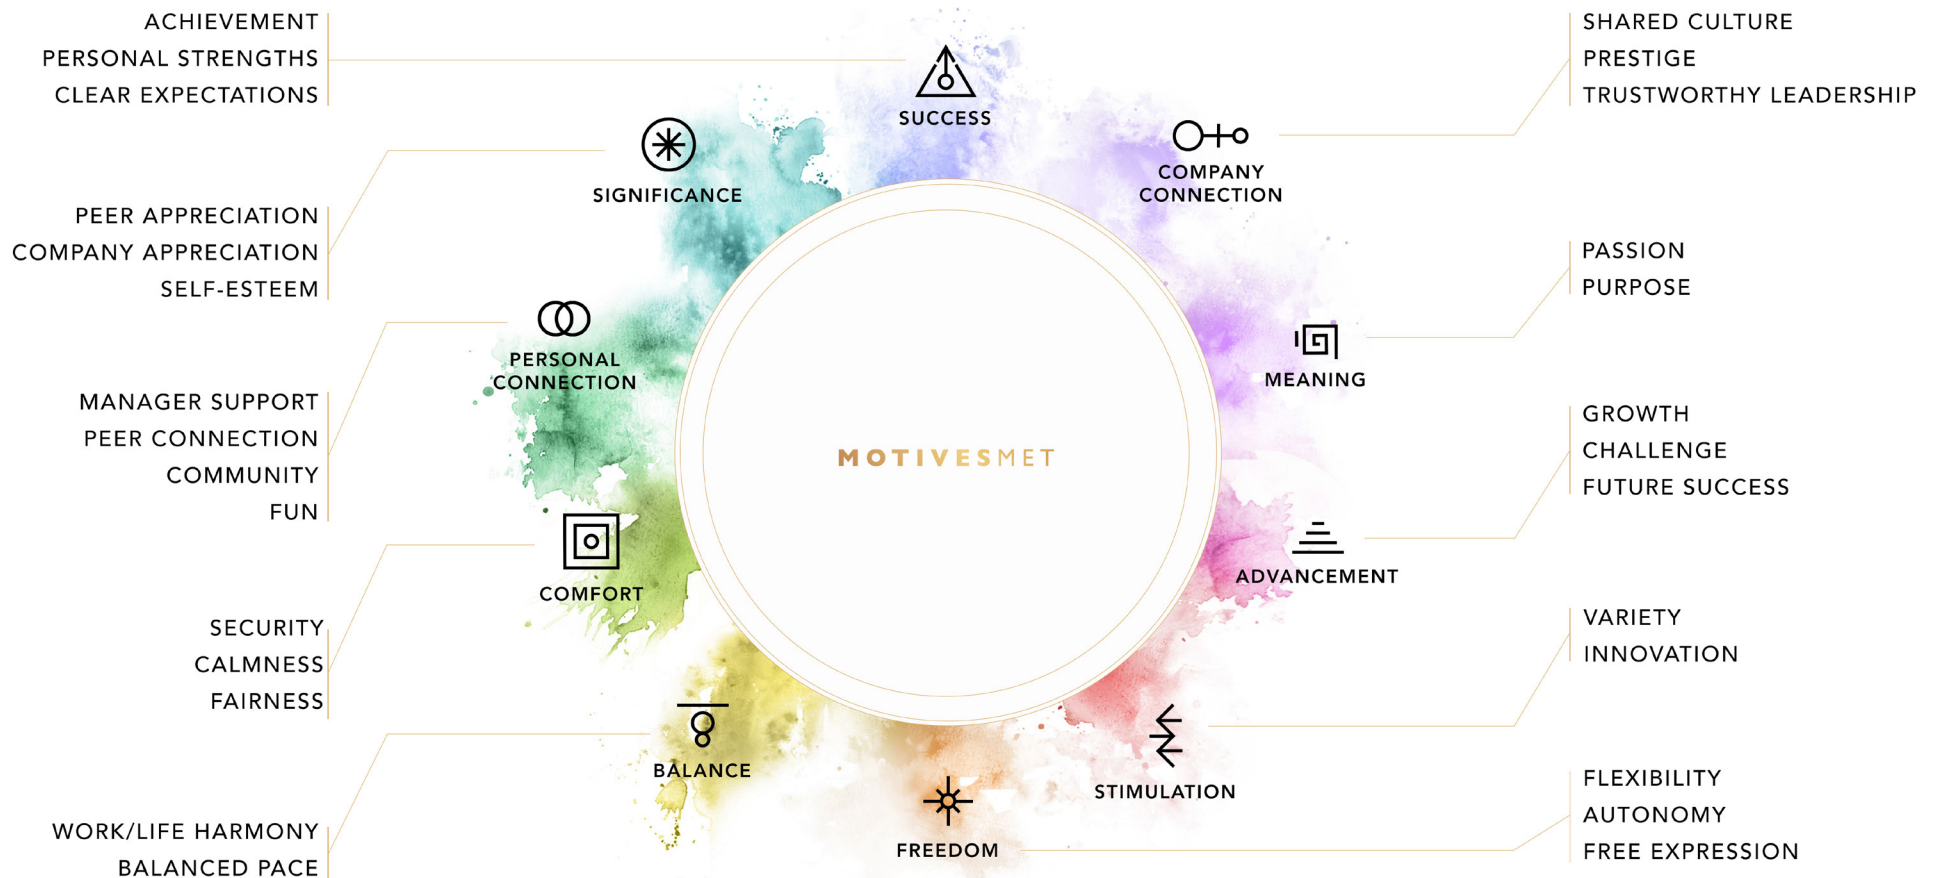 ACHIEVEMENT
PERSONAL STRENGTHS
CLEAR EXPECTATIONS
SUCCESS
SHARED CULTURE
PRESTIGE
TRUSTWORTHY LEADERSHIP
COMPANY
CONNECTION
SIGNIFICANCE
PEER APPRECIATION
COMPANY APPRECIATION
SELF-ESTEEM
PASSION
PURPOSE
MEANING
PERSONAL
CONNECTION
MANAGER SUPPORT
PEER CONNECTION
COMMUNITY
FUN
MOTIVESMET
GROWTH
CHALLENGE
FUTURE SUCCESS
ADVANCEMENT
COMFORT
SECURITY
CALMNESS
FAIRNESS
VARIETY
INNOVATION
STIMULATION
BALANCE
WORK/LIFE HARMONY
BALANCED PACE
FREEDOM
FLEXIBILITY
AUTONOMY
FREE EXPRESSION